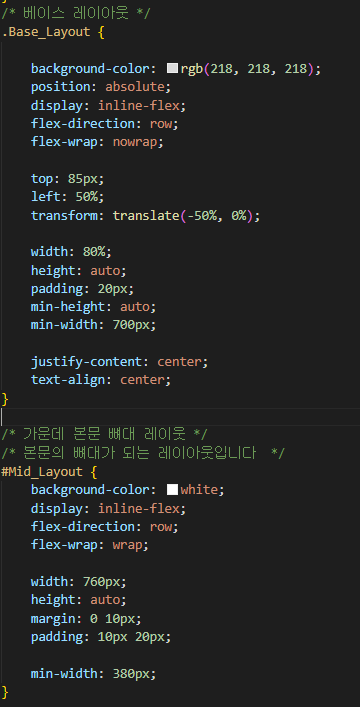 }
/* 베이스 레이아웃 */
.Base_Layout {
background-color: rgb(218, 218, 218);
position: absolute;
display: inline-flex;
flex-direction: row;
flex-wrap: nowrap;
top: 85px;
left: 50%;
transform: translate(-50%, 0%);
width: 80%;
height: auto;
padding: 20px;
min-height: auto;
min-width: 700px;
justify-content: center;
text-align: center;
}
/* 가운데 본문 뼈대 레이웃 */
/* 본문의 뼈대가 되는 레이아웃입니다  */
#Mid_Layout {
background-color: white;
display: inline-flex;
flex-direction: row;
flex-wrap: wrap;
width: 760px;
height: auto;
margin: 0 10px;
padding: 10px 20px;
min-width: 380px;
}